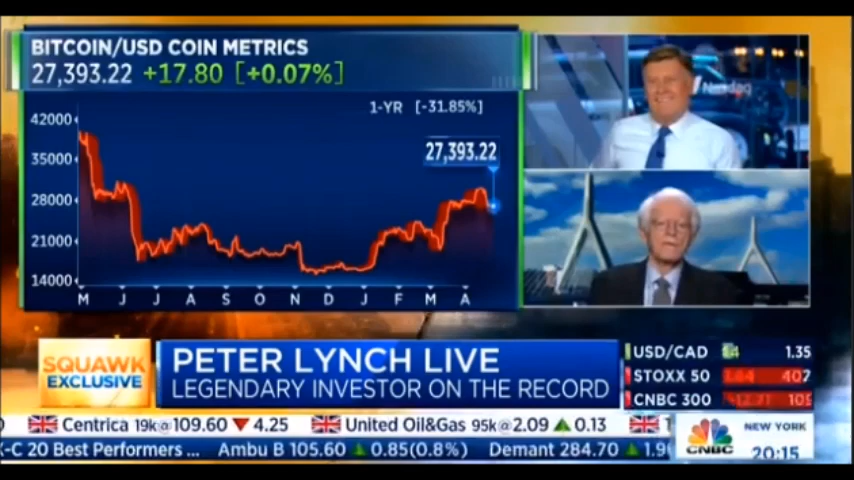 BITCOIN/USD COIN METRICS
27,393.22 +17.80 [+0.07%]
1-YR [-31.85%]
42000
35000
28000
21000
14000
27,393.22
M J J A S O N D J F M A
Nasdaq
SQUAWK
EXCLUSIVE
PETER LYNCH LIVE
LEGENDARY INVESTOR ON THE RECORD
USD/CAD 1.35
STOXX 50
CNBC 300
Centrica 19k@109.60 ▼ 4.25 United Oil&Gas 95k@2.09 ▲ 0.13
-C 20 Best Performers ... Ambu B 105.60 ▲ 0.85(0.8%) Demant 284.70 ▲
CNBC
NEW YORK
20:15